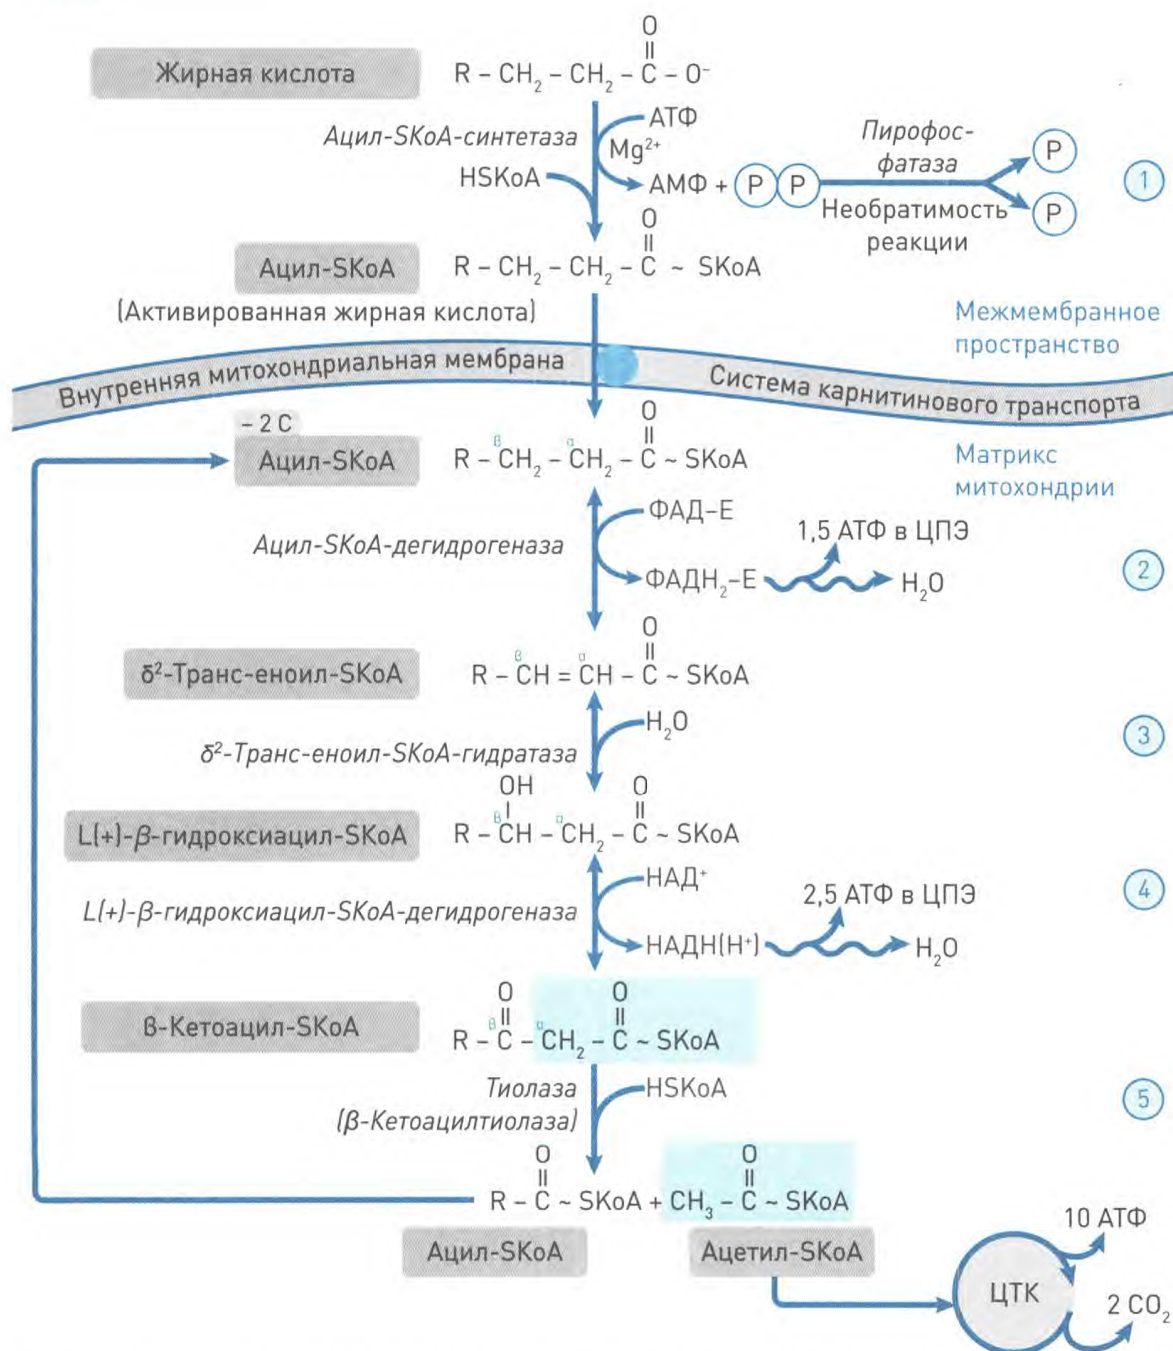 O
||
Жирная кислота
R – CH₂ – CH₂ – C – O⁻
Ацил-SKoA-синтетаза
АТФ
Mg²⁺
HSKoA
АМФ + P P
Пирофос-
фатаза
Необратимость
реакции
P
P
1
O
||
Ацил-SKoA
R – CH₂ – CH₂ – C ~ SKoA
(Активированная жирная кислота)
Межмембранное
пространство
Внутренняя митохондриальная мембрана
Система карнитинового транспорта
– 2 C
O
||
Ацил-SKoA
β α
R – CH₂ – CH₂ – C ~ SKoA
Матрикс
митохондрии
ФАД–E
Ацил-SKoA-дегидрогеназа
1,5 АТФ в ЦПЭ
ФАДН₂–E
H₂O
2
O
||
δ²-Транс-еноил-SKoA
β α
R – CH = CH – C ~ SKoA
H₂O
δ²-Транс-еноил-SKoA-гидратаза
3
OH O
| ||
L(+)-β-гидроксиацил-SKoA
β α
R – CH – CH₂ – C ~ SKoA
НАД⁺
L(+)-β-гидроксиацил-SKoA-дегидрогеназа
2,5 АТФ в ЦПЭ
НАДН(Н⁺)
H₂O
4
O O
|| ||
β-Кетоацил-SKoA
β α
R – C – CH₂ – C ~ SKoA
Тиолаза
(β-Кетоацилтиолаза)
HSKoA
5
O O
|| ||
R – C ~ SKoA + CH₃ – C ~ SKoA
Ацил-SKoA
Ацетил-SKoA
10 АТФ
ЦТК
2 CO₂